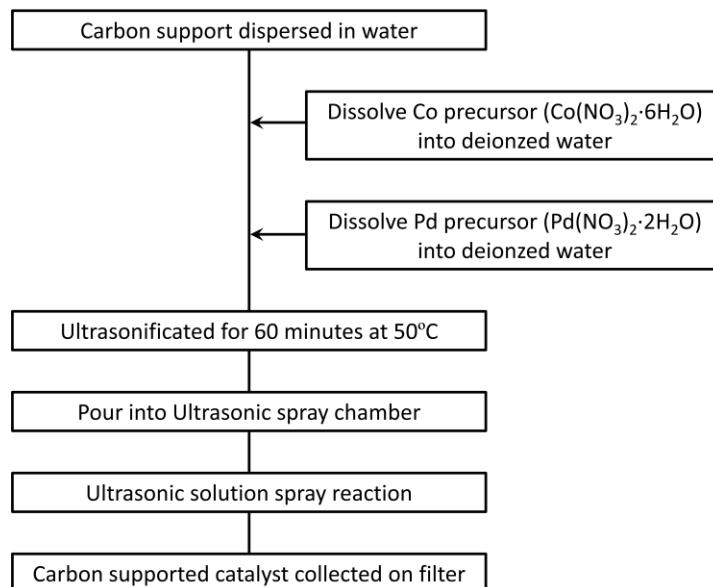 Carbon support dispersed in water
Dissolve Co precursor (Co(NO₃)₂·6H₂O)
into deionzed water
Dissolve Pd precursor (Pd(NO₃)₂·2H₂O)
into deionzed water
Ultrasonificated for 60 minutes at 50ºC
Pour into Ultrasonic spray chamber
Ultrasonic solution spray reaction
Carbon supported catalyst collected on filter